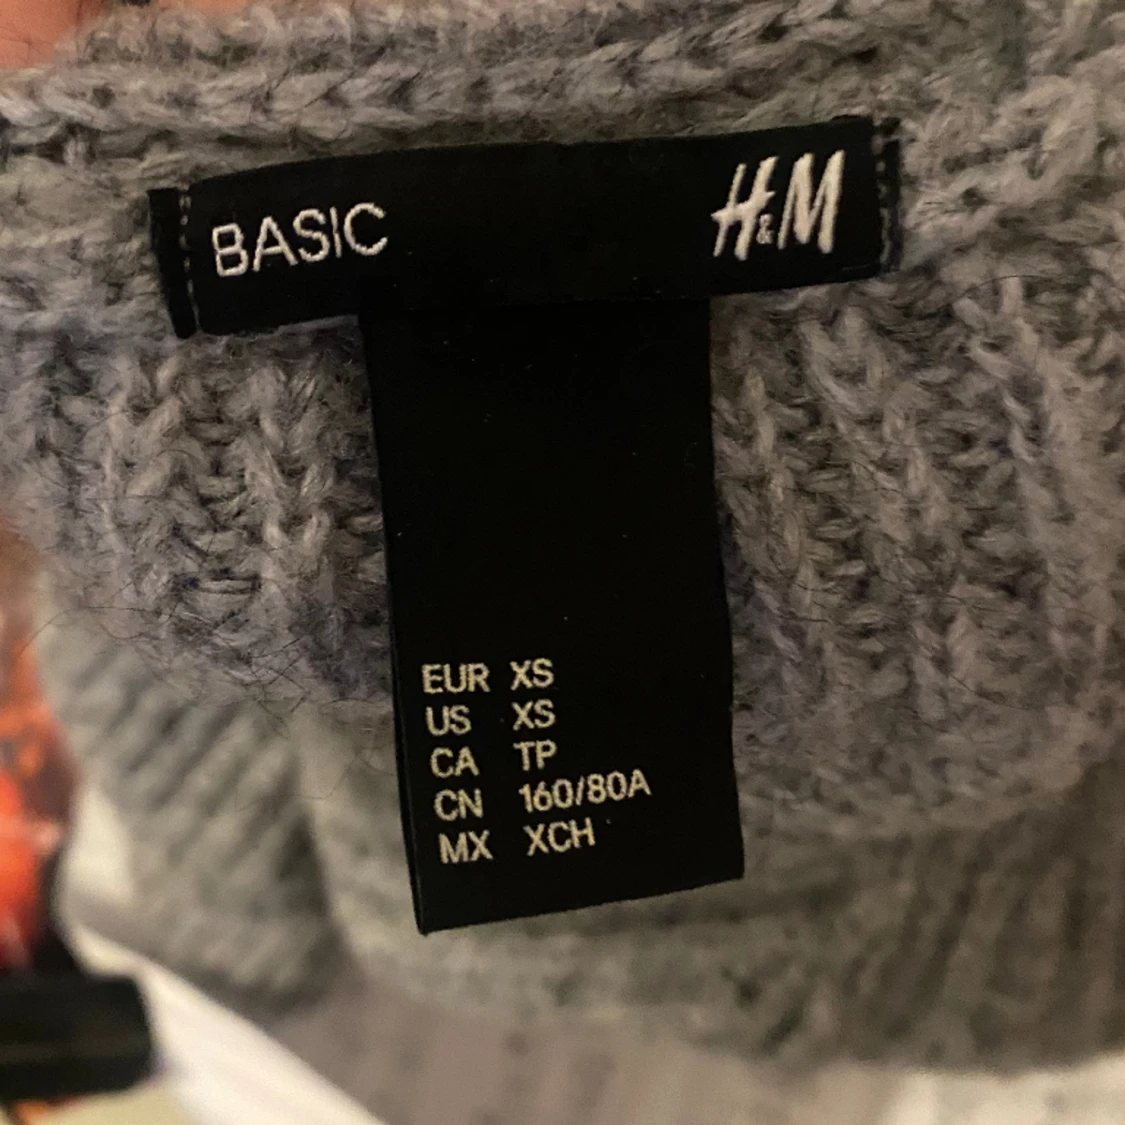 BASIC H&M
EUR XS
US XS
CA TP
CN 160/80A
MX XCH